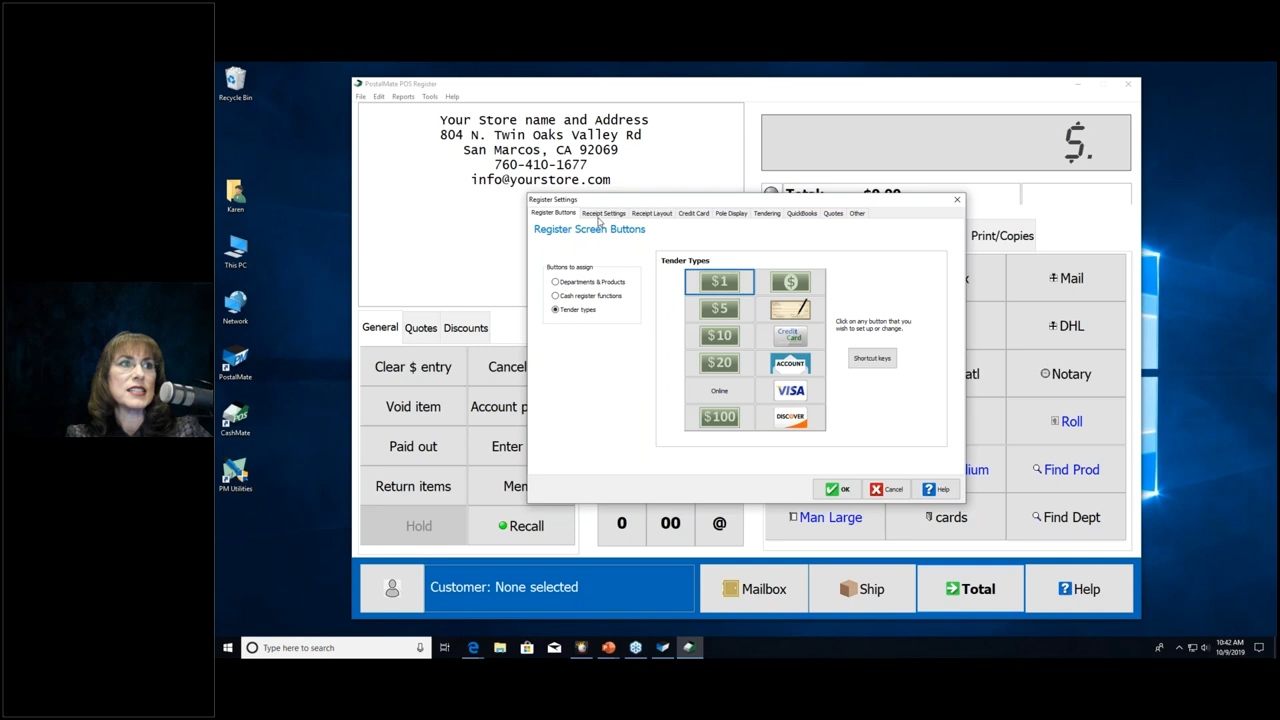 Recycle Bin
Karen
This PC
Network
PostalMate
CashMate
PM Utilities
PostalMate POS Register
File Edit Reports Tools Help
Your Store name and Address
804 N. Twin Oaks Valley Rd
San Marcos, CA 92069
760-410-1677
info@yourstore.com
$.
Total: $0.00
Print/Copies
General Quotes Discounts
Clear $ entry
Void item
Paid out
Enter
Return items
Hold
Recall
0 00 @
Mail
DHL
Notary
Roll
Find Prod
Man Large
cards
Find Dept
Customer: None selected
Mailbox
Ship
Total
Help
Register Settings
Register Buttons Receipt Settings Receipt Layout Credit Card Pole Display Tendering QuickBooks Quotes Other
Register Screen Buttons
Buttons to assign
Departments & Products
Cash register functions
Tender types
Tender Types
$1 $
$5
$10 Credit Card
$20 ACCOUNT
Online VISA
$100 DISCOVER
Click on any button that you
wish to set up or change.
Shortcut keys
OK Cancel Help
Type here to search
10:42 AM
10/9/2019